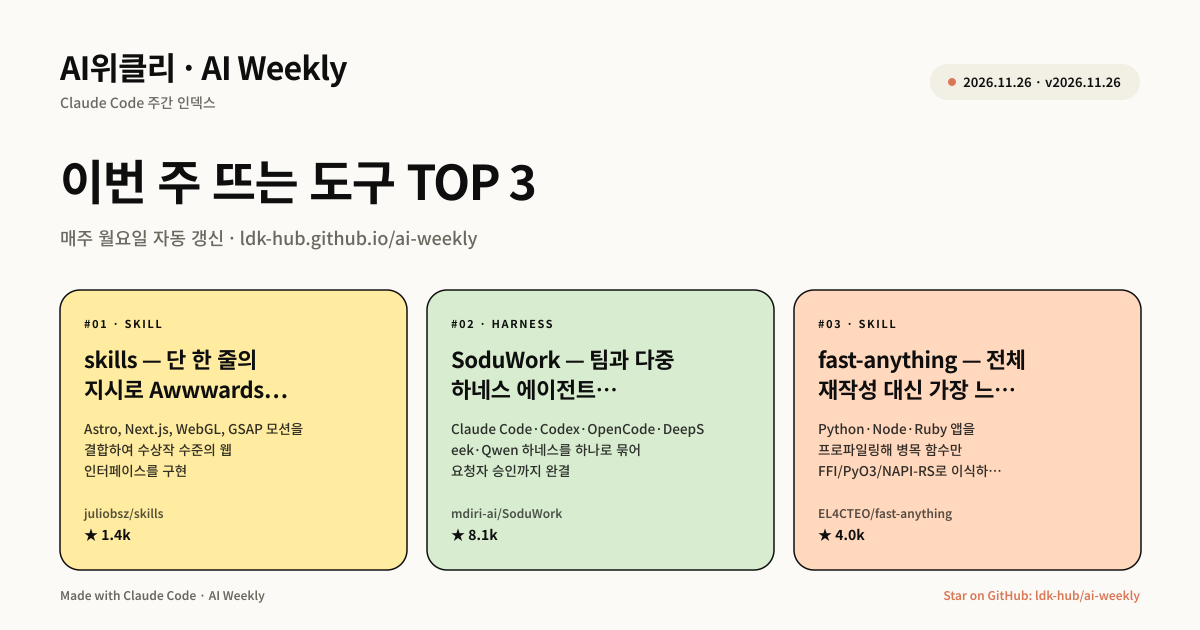 AI위클리 · AI Weekly
Claude Code 주간 인덱스
2026.11.26 · v2026.11.26
이번 주 뜨는 도구 TOP 3
매주 월요일 자동 갱신 · ldk-hub.github.io/ai-weekly
#01 · SKILL
skills — 단 한 줄의
지시로 Awwwards…
Astro, Next.js, WebGL, GSAP 모션을
결합하여 수상작 수준의 웹
인터페이스를 구현
juliobsz/skills
★ 1.4k
#02 · HARNESS
SoduWork — 팀과 다중
하네스 에이전트…
Claude Code·Codex·OpenCode·DeepS
eek·Qwen 하네스를 하나로 묶어
요청자 승인까지 완결
mdiri-ai/SoduWork
★ 8.1k
#03 · SKILL
fast-anything — 전체
재작성 대신 가장 느…
Python·Node·Ruby 앱을
프로파일링해 병목 함수만
FFI/PyO3/NAPI-RS로 이식하…
EL4CTEO/fast-anything
★ 4.0k
Made with Claude Code · AI Weekly
Star on GitHub: ldk-hub/ai-weekly